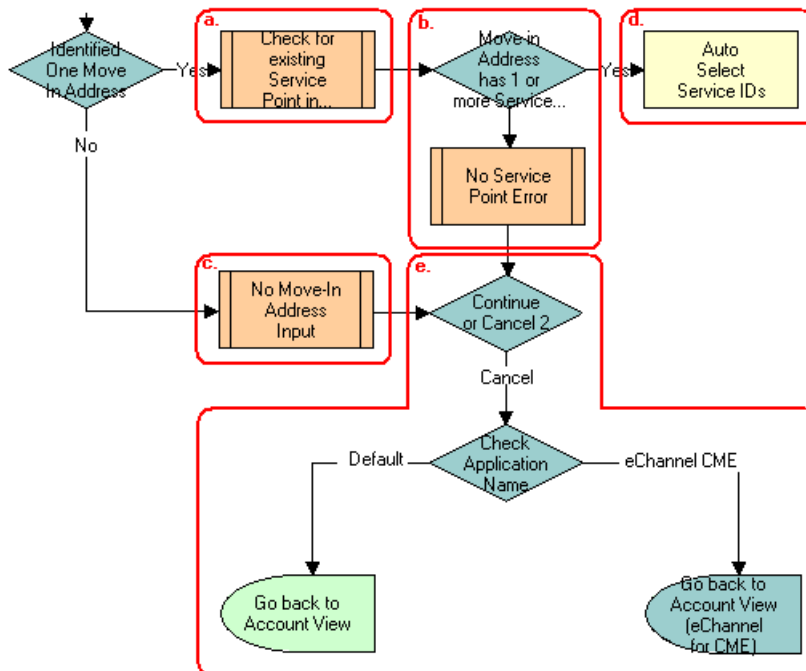 a.
b.
d.
Identified
One Move
In Address
Yes
Check for
existing
Service
Point in...
Move-in
Address
has 1 or
more Service...
Yes
Auto
Select
Service IDs
No
No Service
Point Error
c.
e.
No Move-In
Address
Input
Continue
or Cancel 2
Cancel
Default
Check
Application
Name
eChannel CME
Go back to
Account View
Go back to
Account View
(eChannel
for CME)